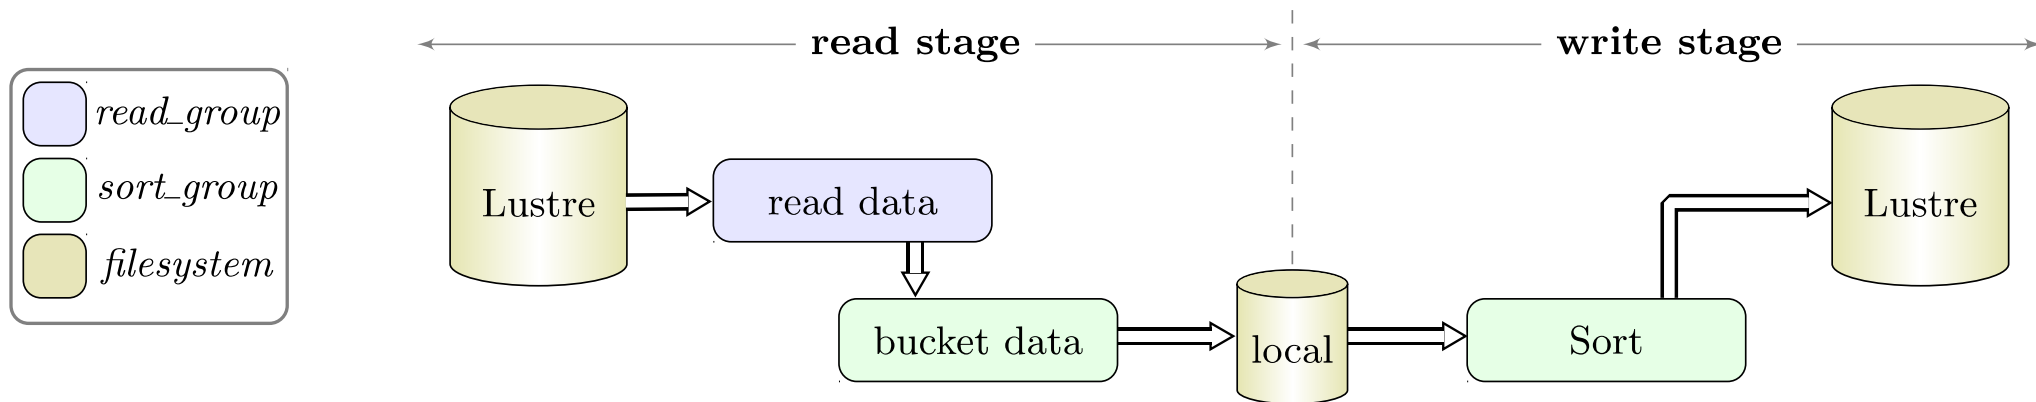 read stage
write stage
read_group
sort_group
filesystem
Lustre
read data
Lustre
bucket data
local
Sort